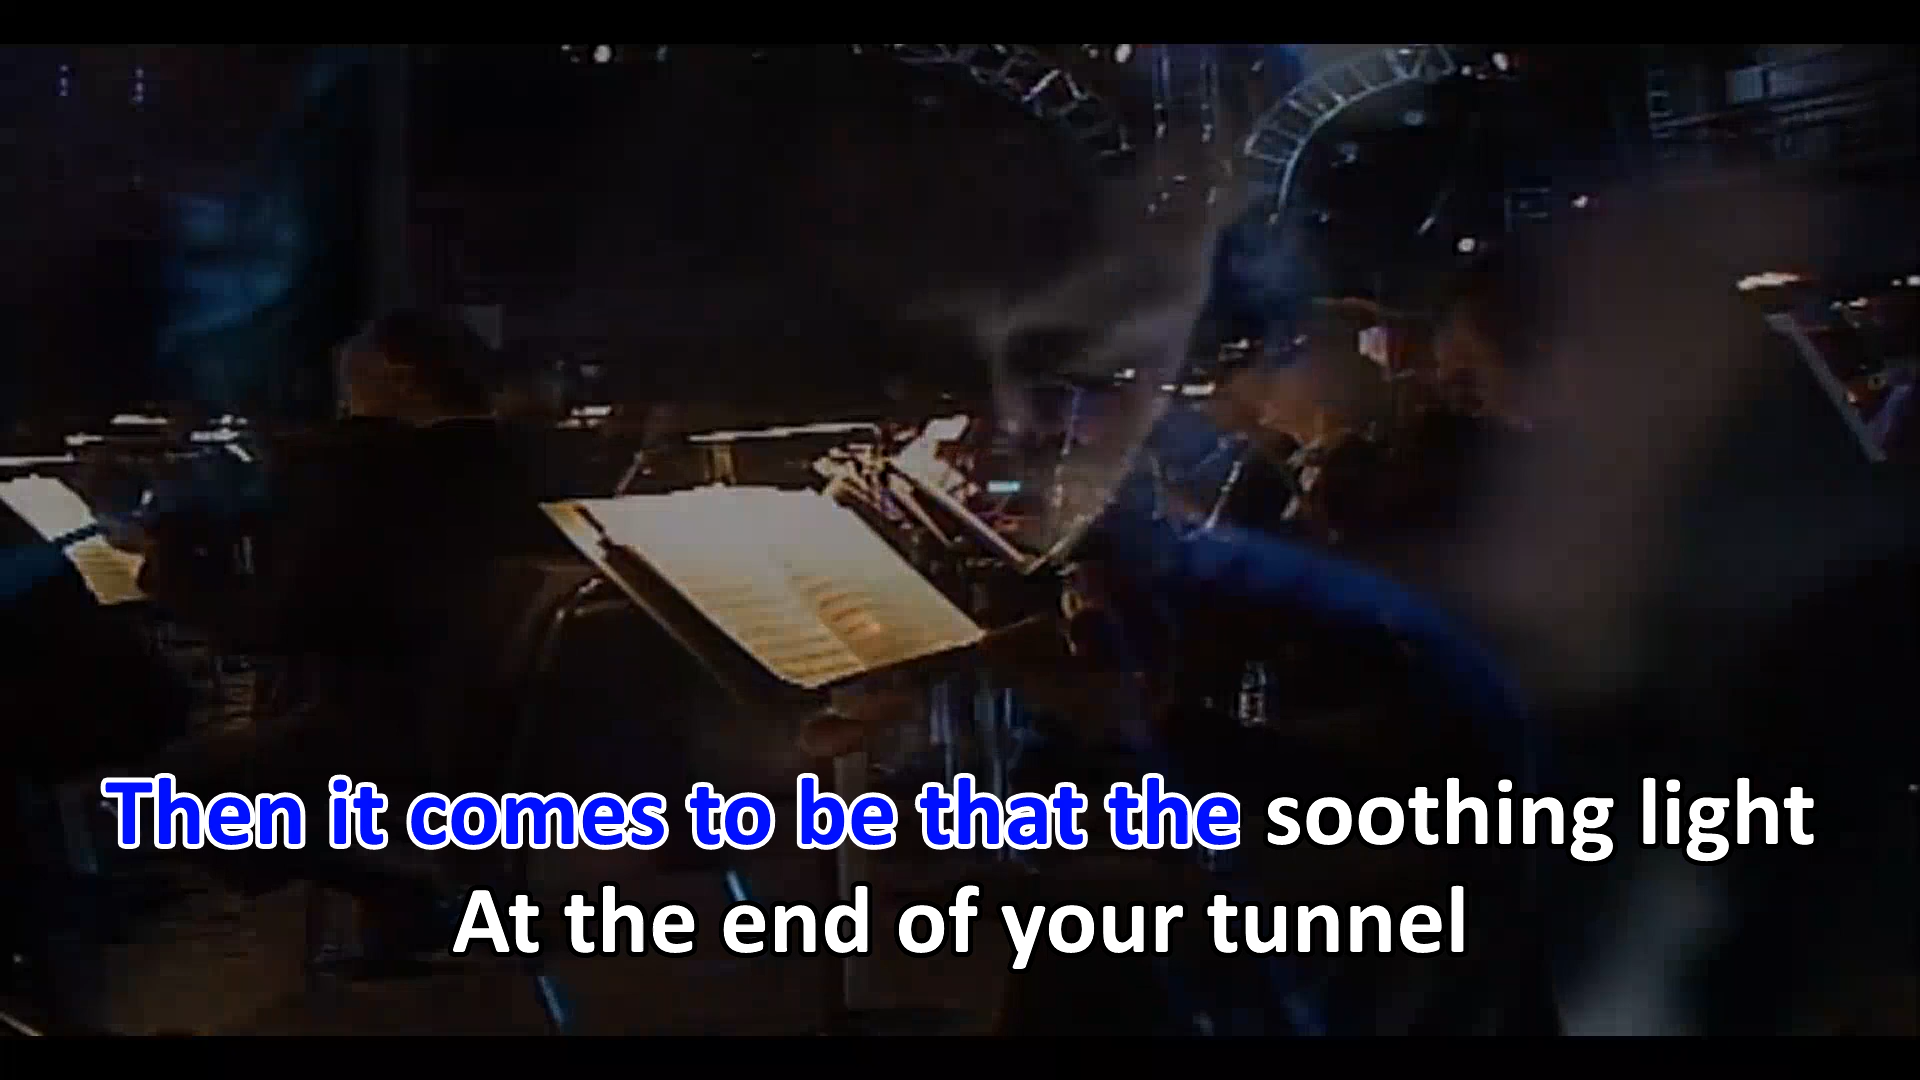 Then it comes to be that the soothing light
At the end of your tunnel